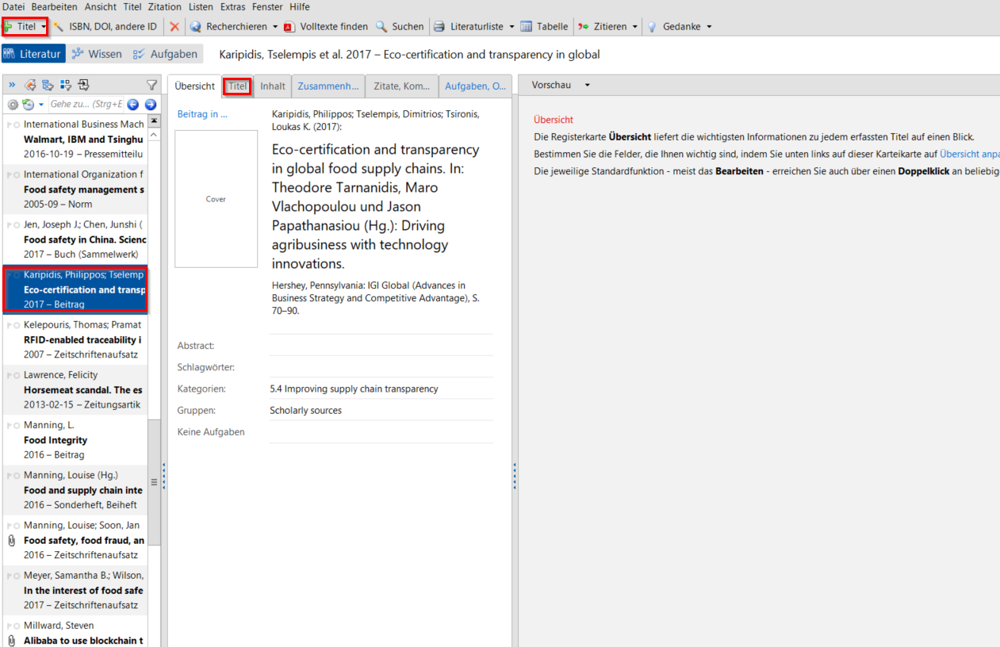 Datei Bearbeiten Ansicht Titel Zitation Listen Extras Fenster Hilfe
Titel ISBN, DOI, andere ID Recherchieren Volltexte finden Suchen Literaturliste Tabelle Zitieren Gedanke
Literatur Wissen Aufgaben Karipidis, Tselempis et al. 2017 – Eco-certification and transparency in global
Gehe zu... (Strg+E
International Business Mach
Walmart, IBM and Tsinghu
2016-10-19 – Pressemitteilu
International Organization f
Food safety management s
2005-09 – Norm
Jen, Joseph J.; Chen, Junshi (
Food safety in China. Scienc
2017 – Buch (Sammelwerk)
Karipidis, Philippos; Tselemp
Eco-certification and transp
2017 – Beitrag
Kelepouris, Thomas; Pramat
RFID-enabled traceability i
2007 – Zeitschriftenaufsatz
Lawrence, Felicity
Horsemeat scandal. The es
2013-02-15 – Zeitungsartik
Manning, L.
Food Integrity
2016 – Beitrag
Manning, Louise (Hg.)
Food and supply chain inte
2016 – Sonderheft, Beiheft
Manning, Louise; Soon, Jan
Food safety, food fraud, an
2016 – Zeitschriftenaufsatz
Meyer, Samantha B.; Wilson,
In the interest of food safe
2017 – Zeitschriftenaufsatz
Millward, Steven
Alibaba to use blockchain t
Übersicht Titel Inhalt Zusammenh... Zitate, Kom... Aufgaben, O...
Beitrag in ...
Cover
Karipidis, Philippos; Tselempis, Dimitrios; Tsironis,
Loukas K. (2017):
Eco-certification and transparency
in global food supply chains. In:
Theodore Tarnanidis, Maro
Vlachopoulou und Jason
Papathanasiou (Hg.): Driving
agribusiness with technology
innovations.
Hershey, Pennsylvania: IGI Global (Advances in
Business Strategy and Competitive Advantage), S.
70–90.
Abstract:
Schlagwörter:
Kategorien: 5.4 Improving supply chain transparency
Gruppen: Scholarly sources
Keine Aufgaben
Vorschau
Übersicht
Die Registerkarte Übersicht liefert die wichtigsten Informationen zu jedem erfassten Titel auf einen Blick.
Bestimmen Sie die Felder, die Ihnen wichtig sind, indem Sie unten links auf dieser Karteikarte auf Übersicht anpa
Die jeweilige Standardfunktion - meist das Bearbeiten - erreichen Sie auch über einen Doppelklick an beliebig